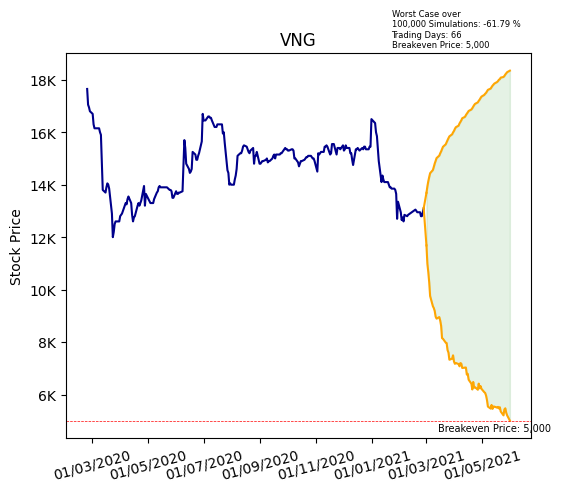 Worst Case over
100,000 Simulations: -61.79 %
Trading Days: 66
Breakeven Price: 5,000
VNG
Stock Price
18K
16K
14K
12K
10K
8K
6K
Breakeven Price: 5,000
01/03/2020
01/05/2020
01/07/2020
01/09/2020
01/11/2020
01/01/2021
01/03/2021
01/05/2021